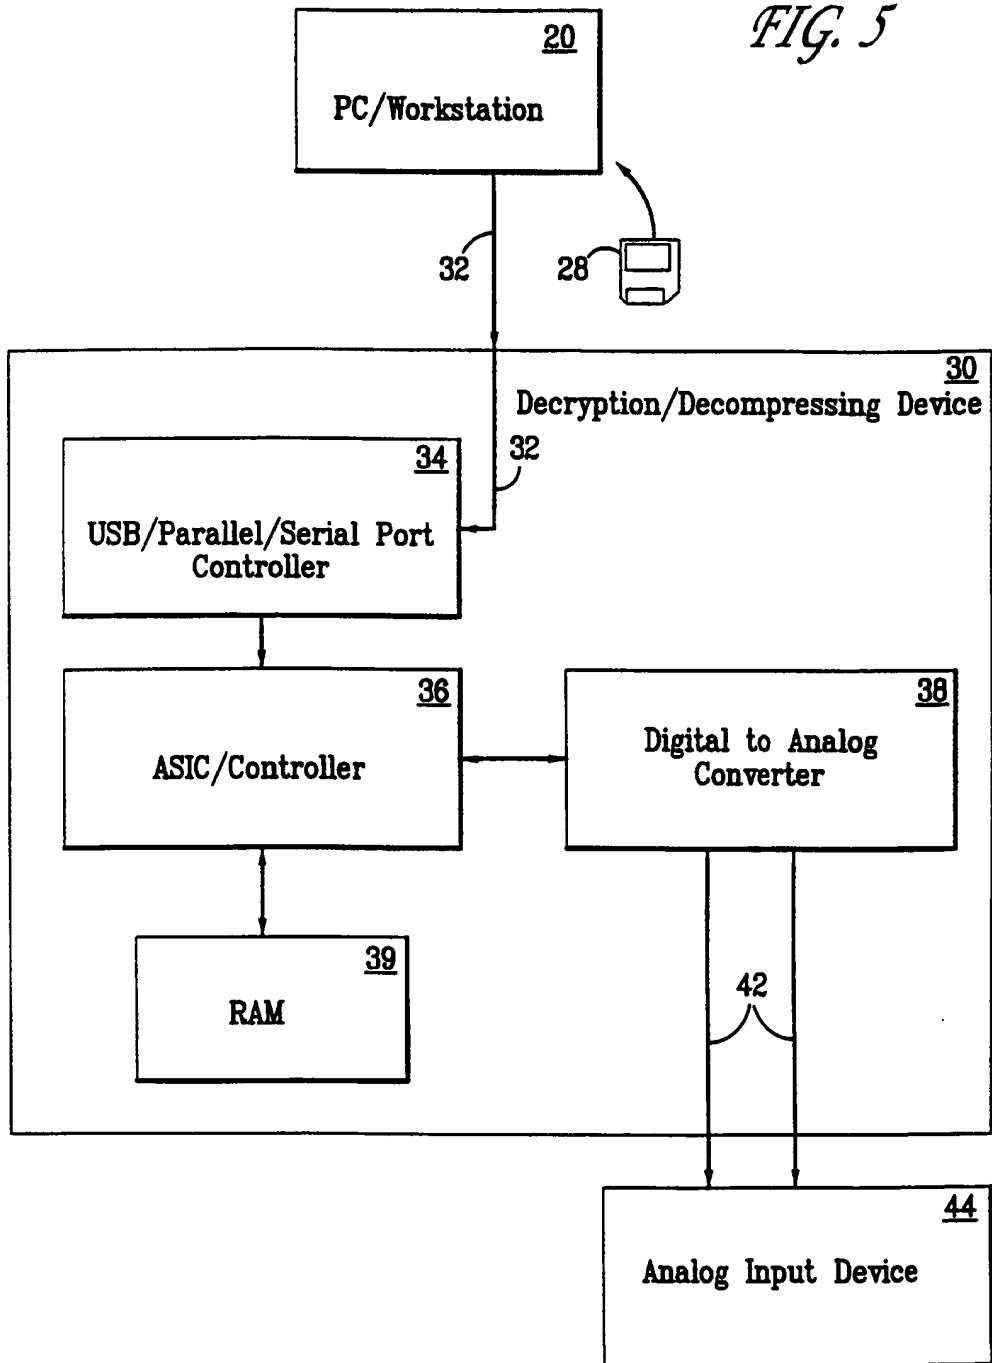 FIG. 5
20
PC/Workstation
32
28
30
Decryption/Decompressing Device
32
34
USB/Parallel/Serial Port
Controller
36
ASIC/Controller
38
Digital to Analog
Converter
39
RAM
42
44
Analog Input Device